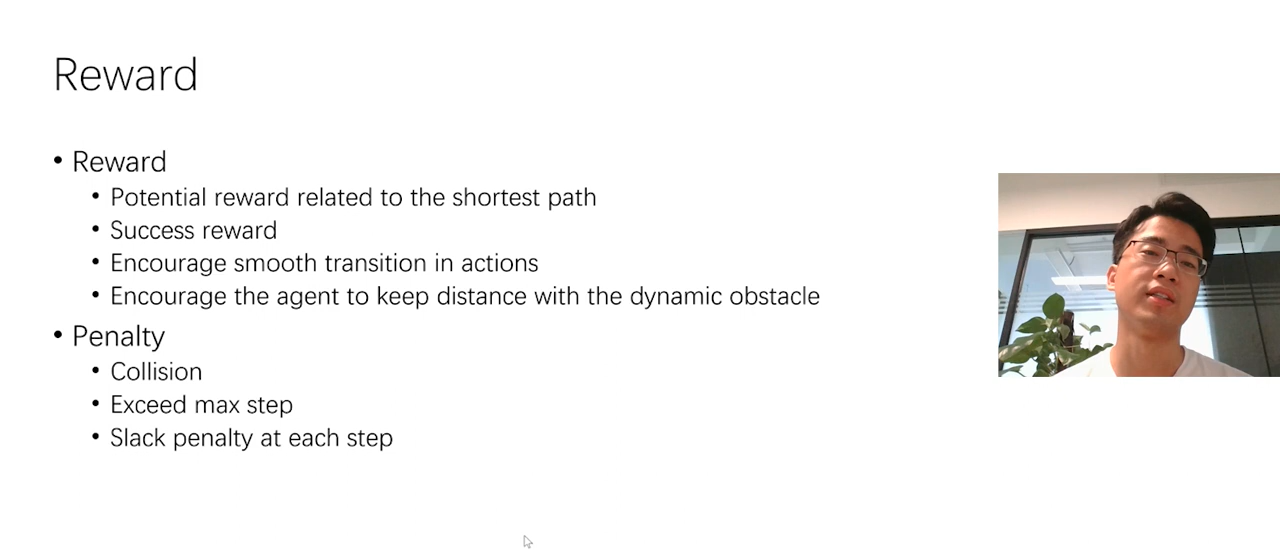 Reward
• Reward
• Potential reward related to the shortest path
• Success reward
• Encourage smooth transition in actions
• Encourage the agent to keep distance with the dynamic obstacle
• Penalty
• Collision
• Exceed max step
• Slack penalty at each step